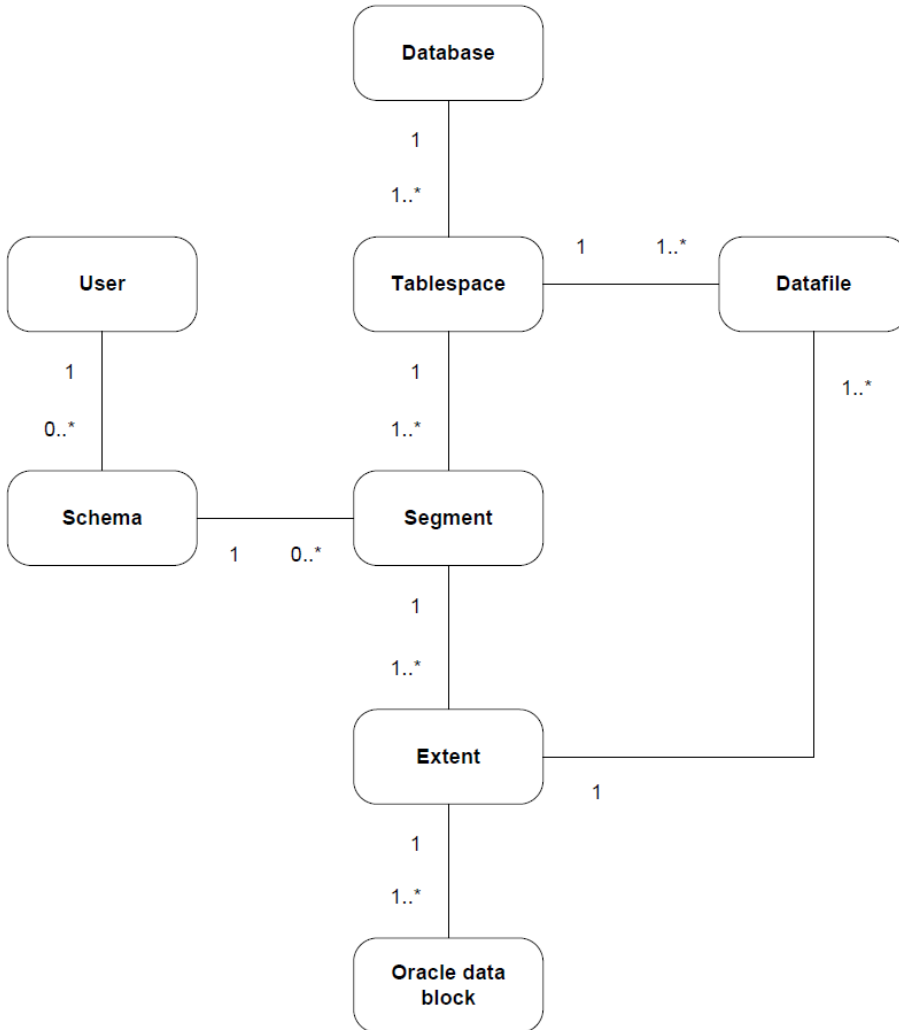 Database
1
1..*
User
Tablespace
1 1..*
Datafile
1
0..*
1
1..*
1..*
Schema
1 0..*
Segment
1
1..*
Extent
1
1
1..*
Oracle data
block